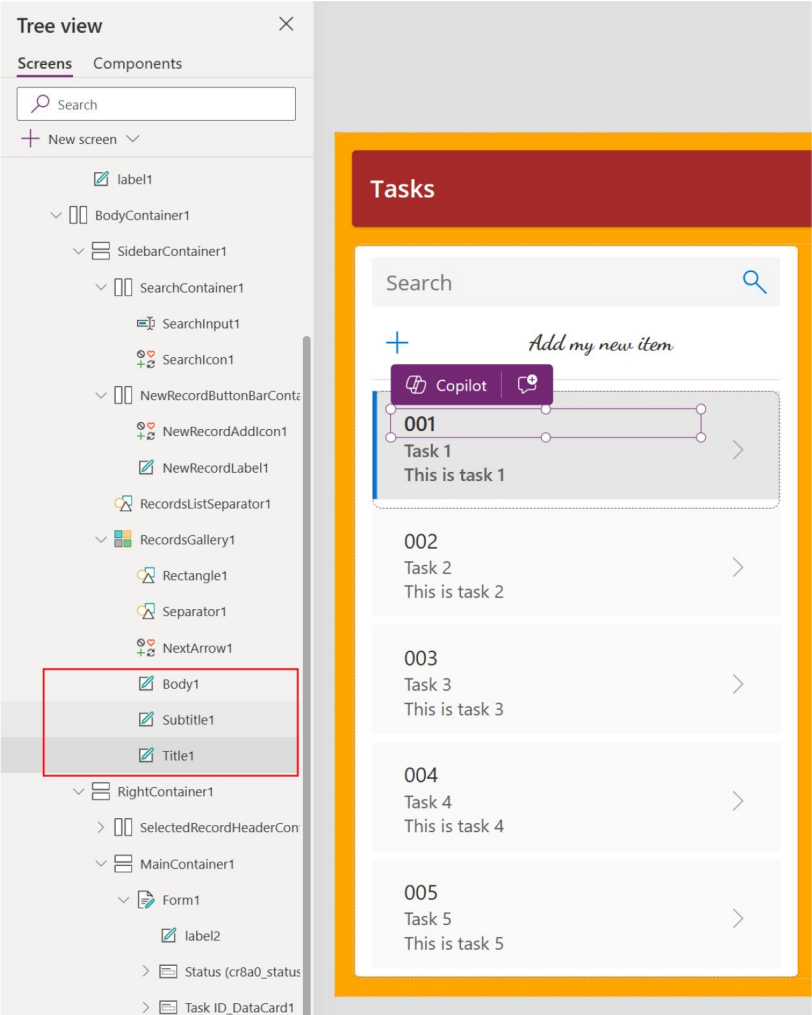 Tree view
Screens Components
Search
New screen
label1
BodyContainer1
SidebarContainer1
SearchContainer1
SearchInput1
SearchIcon1
NewRecordButtonBarConta
NewRecordAddIcon1
NewRecordLabel1
RecordsListSeparator1
RecordsGallery1
Rectangle1
Separator1
NextArrow1
Body1
Subtitle1
Title1
RightContainer1
SelectedRecordHeaderCon
MainContainer1
Form1
label2
Status (cr8a0_status
Task ID_DataCard1
Tasks
Search
Add my new item
Copilot
001
Task 1
This is task 1
002
Task 2
This is task 2
003
Task 3
This is task 3
004
Task 4
This is task 4
005
Task 5
This is task 5